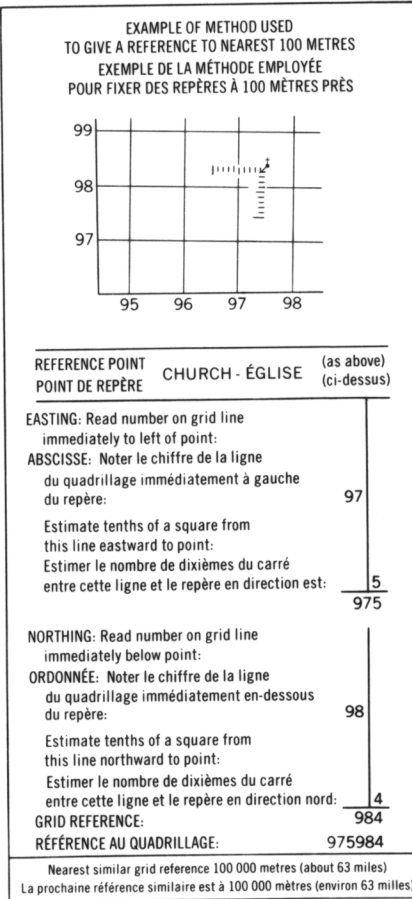 EXAMPLE OF METHOD USED
TO GIVE A REFERENCE TO NEAREST 100 METRES
EXEMPLE DE LA MÉTHODE EMPLOYÉE
POUR FIXER DES REPÈRES À 100 MÈTRES PRÈS
99
98
97
95 96 97 98
REFERENCE POINT
POINT DE REPÈRE
CHURCH - ÉGLISE
(as above)
(ci-dessus)
EASTING: Read number on grid line
immediately to left of point:
ABSCISSE: Noter le chiffre de la ligne
du quadrillage immédiatement à gauche
du repère: 97
Estimate tenths of a square from
this line eastward to point:
Estimer le nombre de dixièmes du carré
entre cette ligne et le repère en direction est: 5
975
NORTHING: Read number on grid line
immediately below point:
ORDONNÉE: Noter le chiffre de la ligne
du quadrillage immédiatement en-dessous
du repère: 98
Estimate tenths of a square from
this line northward to point:
Estimer le nombre de dixièmes du carré
entre cette ligne et le repère en direction nord: 4
GRID REFERENCE: 984
RÉFÉRENCE AU QUADRILLAGE: 975984
Nearest similar grid reference 100 000 metres (about 63 miles)
La prochaine référence similaire est à 100 000 mètres (environ 63 milles)